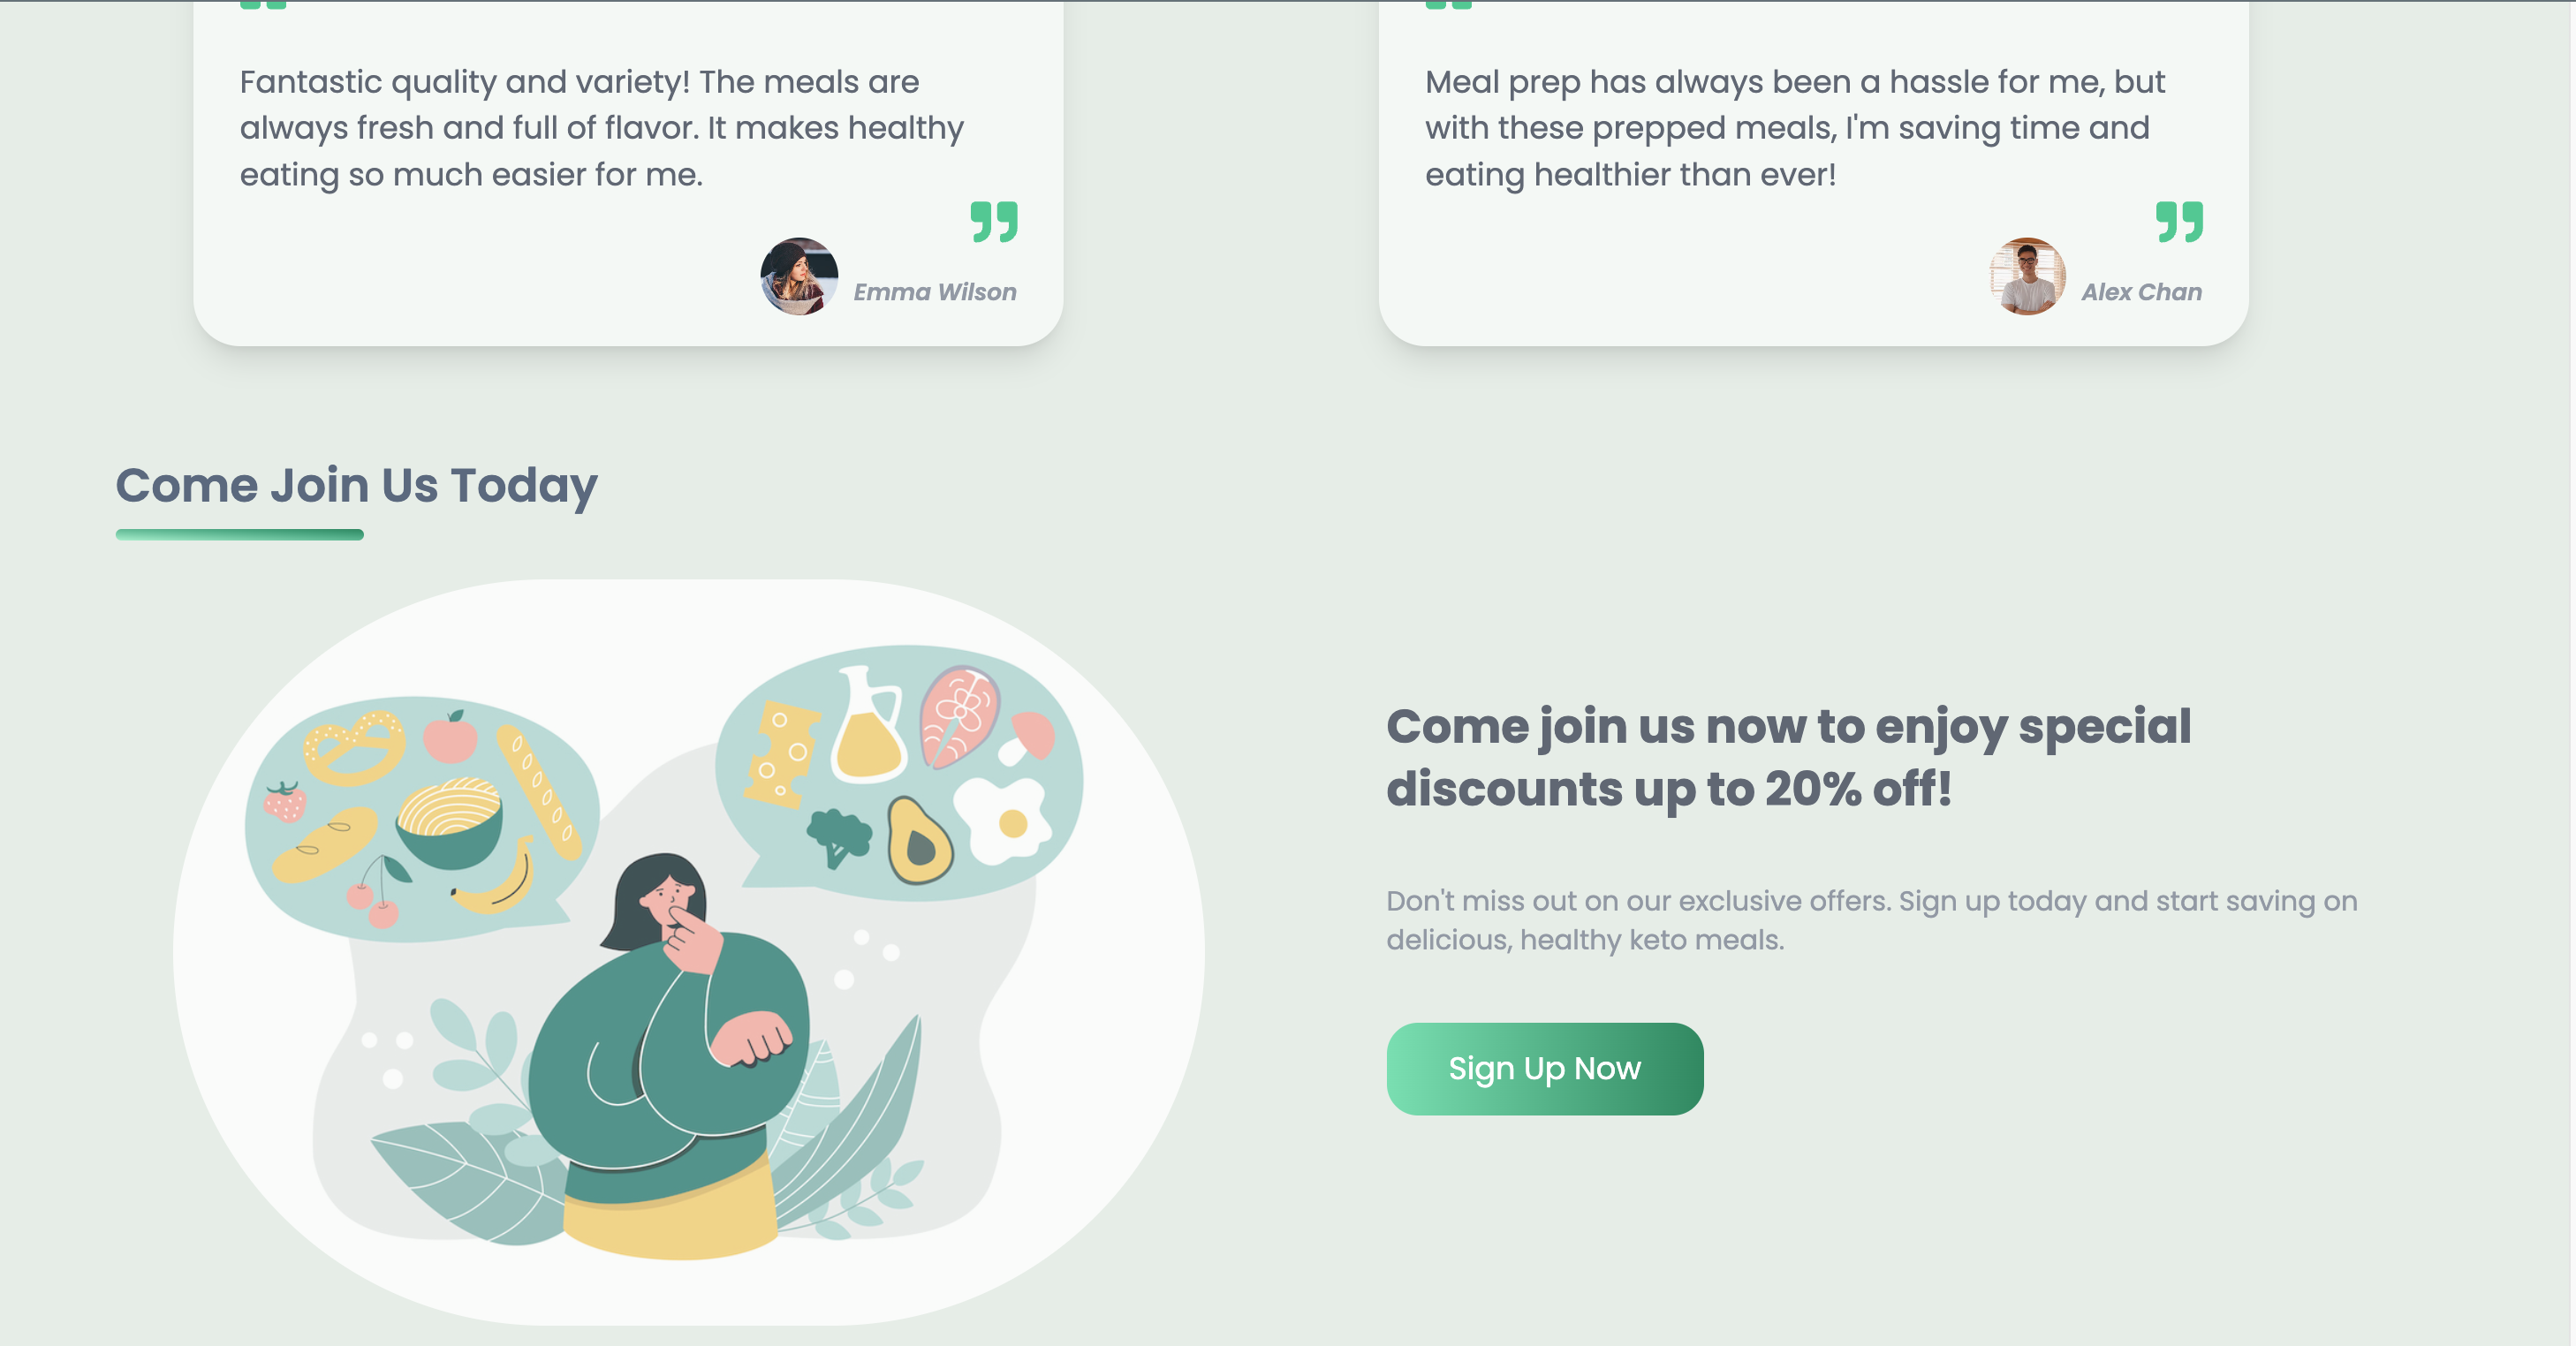 Fantastic quality and variety! The meals are
always fresh and full of flavor. It makes healthy
eating so much easier for me.
Emma Wilson
Meal prep has always been a hassle for me, but
with these prepped meals, I'm saving time and
eating healthier than ever!
Alex Chan
Come Join Us Today
Come join us now to enjoy special
discounts up to 20% off!
Don't miss out on our exclusive offers. Sign up today and start saving on
delicious, healthy keto meals.
Sign Up Now